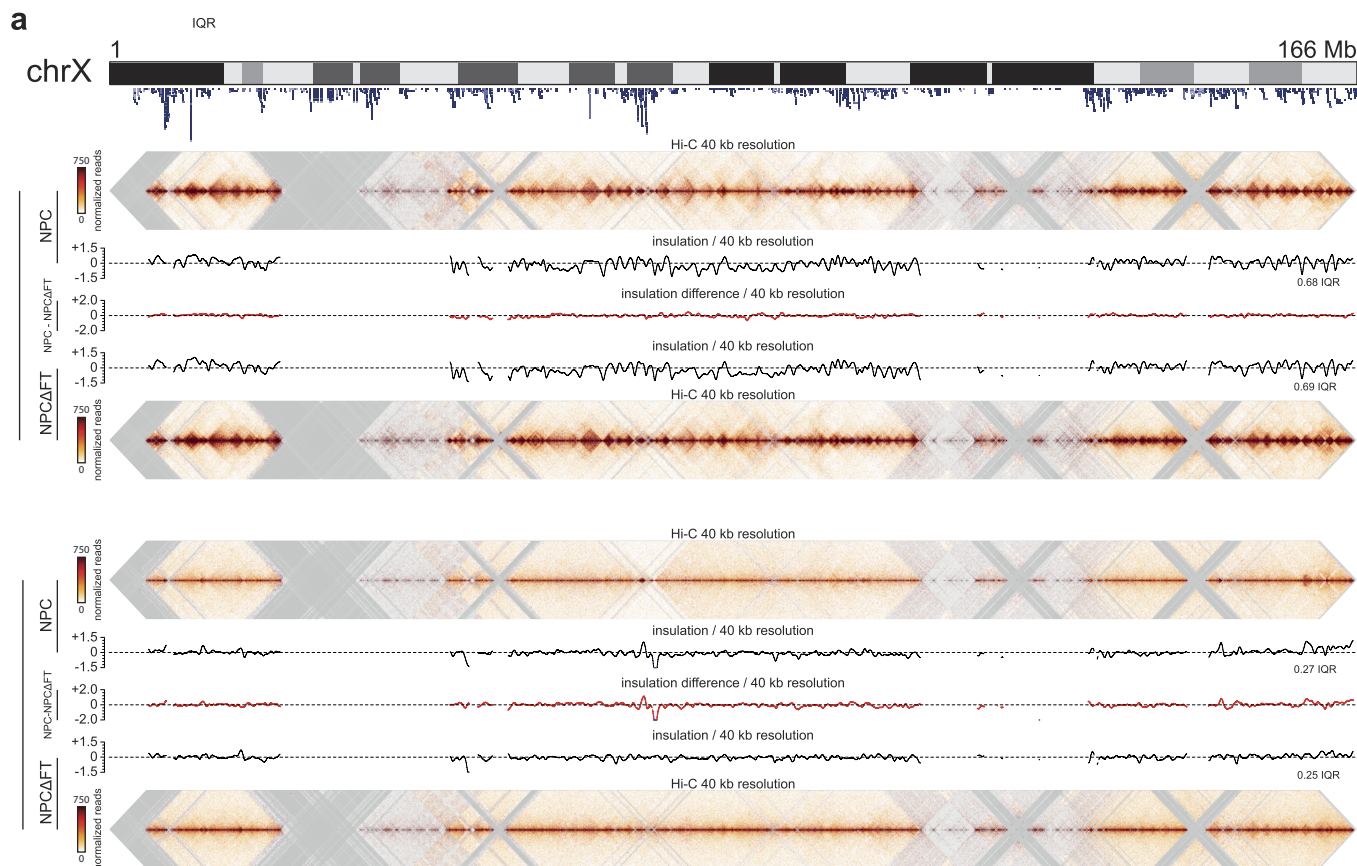 a
IQR
1
166 Mb
chrX
Hi-C 40 kb resolution
750
0
normalized reads
NPC
insulation / 40 kb resolution
+1.5
0
-1.5
0.68 IQR
insulation difference / 40 kb resolution
+2.0
0
-2.0
NPC - NPCΔFT
insulation / 40 kb resolution
+1.5
0
-1.5
0.69 IQR
NPCΔFT
Hi-C 40 kb resolution
750
0
normalized reads
Hi-C 40 kb resolution
750
0
normalized reads
NPC
insulation / 40 kb resolution
+1.5
0
-1.5
0.27 IQR
insulation difference / 40 kb resolution
+2.0
0
-2.0
NPC-NPCΔFT
insulation / 40 kb resolution
+1.5
0
-1.5
0.25 IQR
NPCΔFT
Hi-C 40 kb resolution
750
0
normalized reads